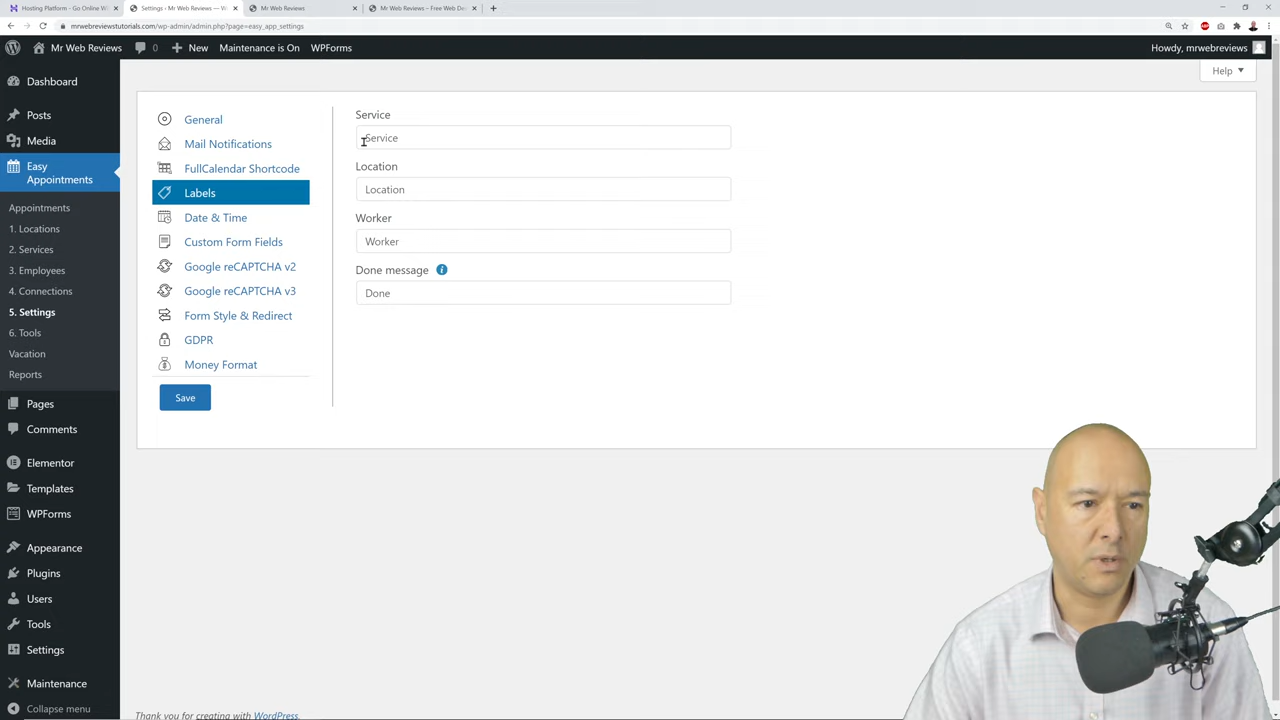 Hosting Platform - Go Online W
Settings ‹ Mr Web Reviews — W
Mr Web Reviews
Mr Web Reviews – Free Web De
mrwebreviewstutorials.com/wp-admin/admin.php?page=easy_app_settings
Mr Web Reviews
0
New
Maintenance is On
WPForms
Howdy, mrwebreviews
Help
Dashboard
Posts
Media
Easy Appointments
Appointments
1. Locations
2. Services
3. Employees
4. Connections
5. Settings
6. Tools
Vacation
Reports
Pages
Comments
Elementor
Templates
WPForms
Appearance
Plugins
Users
Tools
Settings
Maintenance
Collapse menu
General
Mail Notifications
FullCalendar Shortcode
Labels
Date & Time
Custom Form Fields
Google reCAPTCHA v2
Google reCAPTCHA v3
Form Style & Redirect
GDPR
Money Format
Save
Service
Service
Location
Location
Worker
Worker
Done message
Done
Thank you for creating with WordPress.